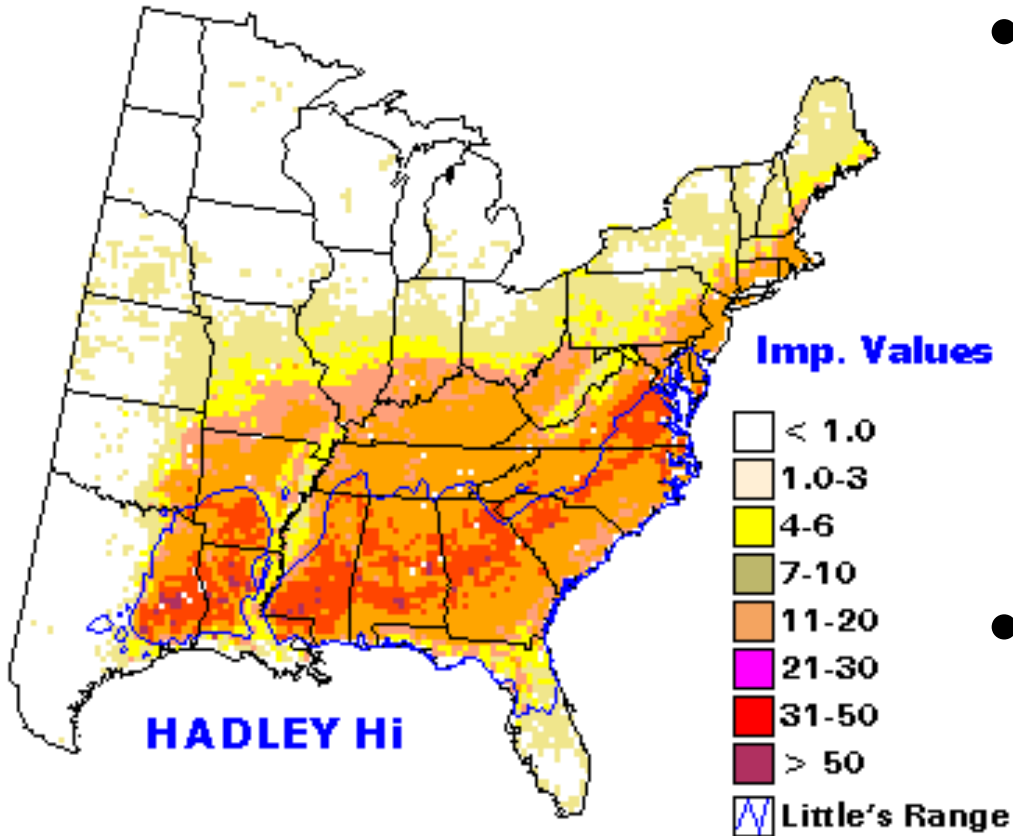 Imp. Values
< 1.0
1.0-3
4-6
7-10
11-20
21-30
31-50
> 50
Little's Range
HADLEY Hi